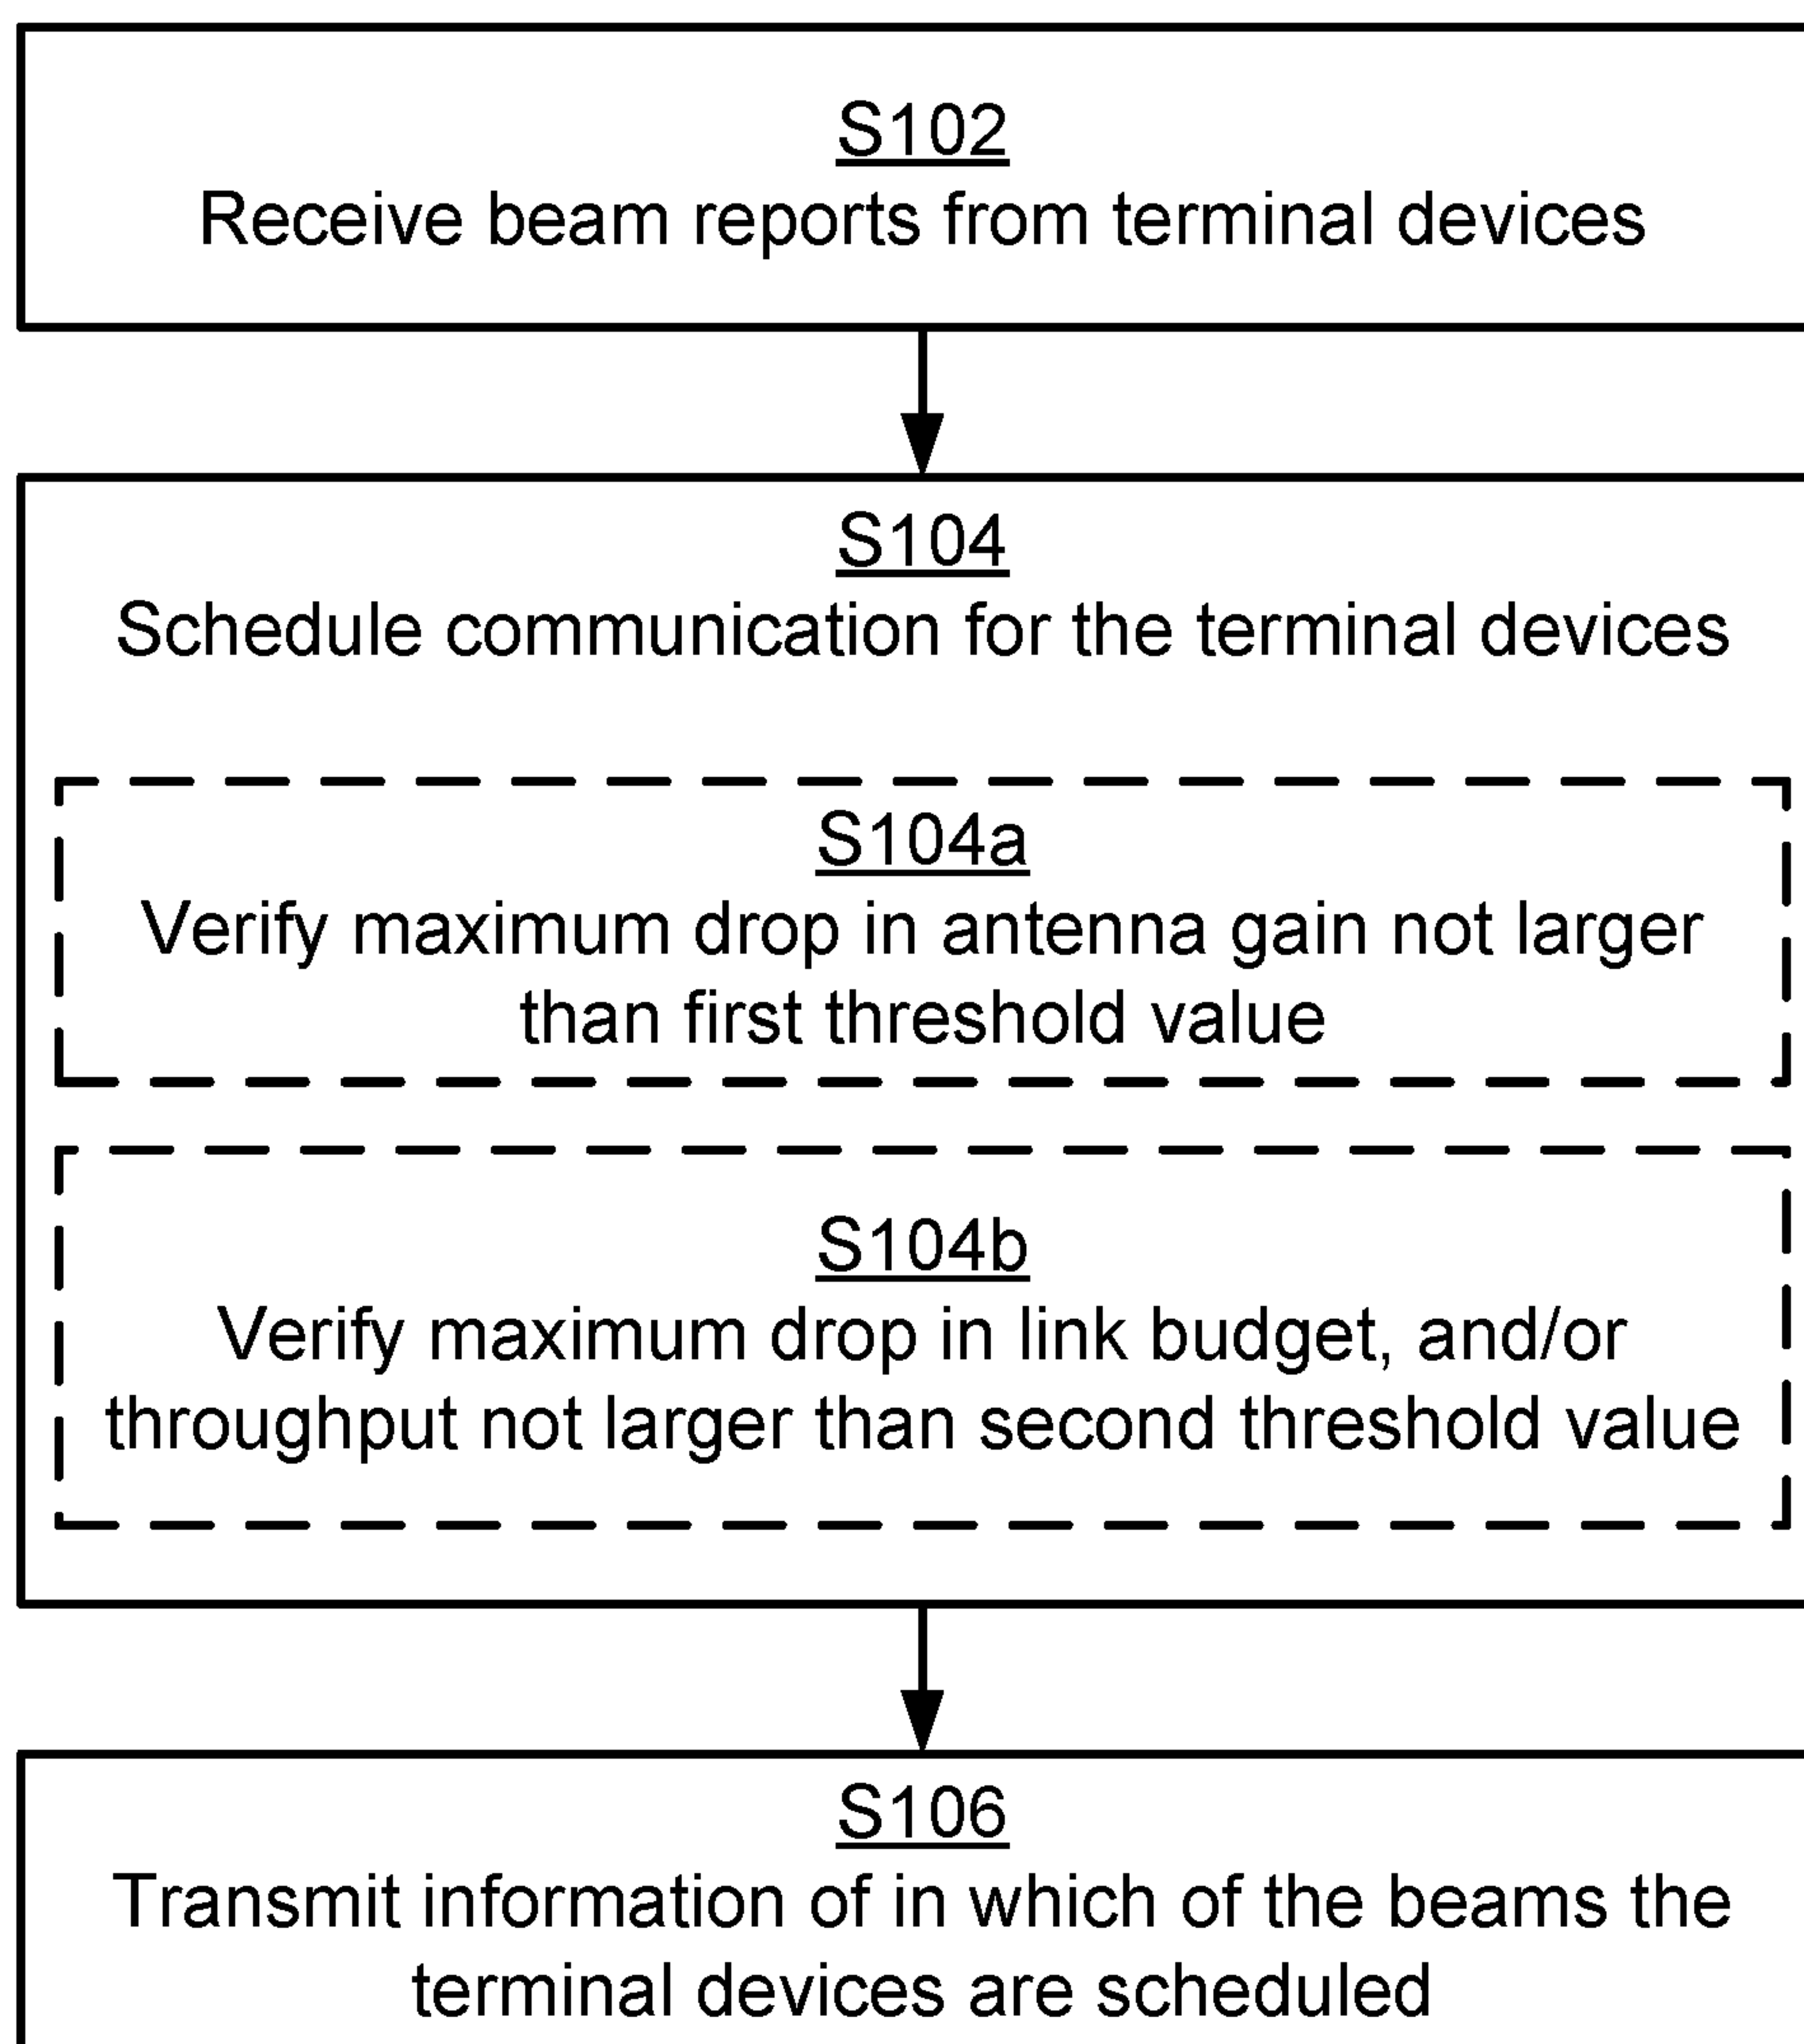 S102
Receive beam reports from terminal devices
S104
Schedule communication for the terminal devices
S104a
Verify maximum drop in antenna gain not larger
than first threshold value
S104b
Verify maximum drop in link budget, and/or
throughput not larger than second threshold value
S106
Transmit information of in which of the beams the
terminal devices are scheduled